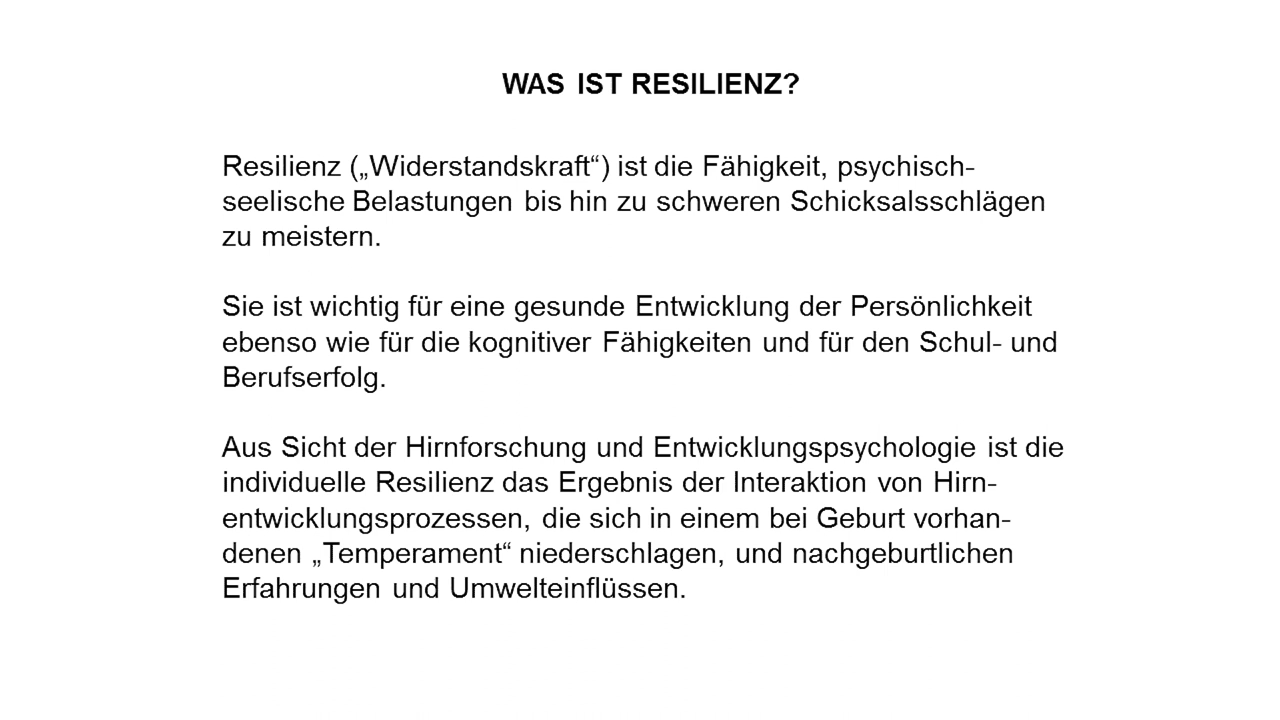 WAS IST RESILIENZ?
Resilienz („Widerstandskraft“) ist die Fähigkeit, psychisch-
seelische Belastungen bis hin zu schweren Schicksalsschlägen
zu meistern.
Sie ist wichtig für eine gesunde Entwicklung der Persönlichkeit
ebenso wie für die kognitiver Fähigkeiten und für den Schul- und
Berufserfolg.
Aus Sicht der Hirnforschung und Entwicklungspsychologie ist die
individuelle Resilienz das Ergebnis der Interaktion von Hirn-
entwicklungsprozessen, die sich in einem bei Geburt vorhan-
denen „Temperament“ niederschlagen, und nachgeburtlichen
Erfahrungen und Umwelteinflüssen.